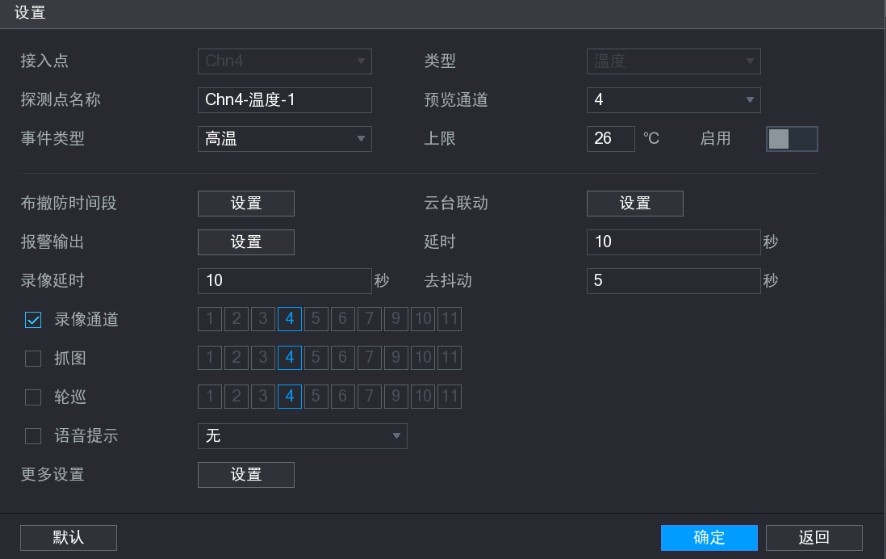 设置
接入点 Chn4 类型 温度
探测点名称 Chn4-温度-1 预览通道 4
事件类型 高温 上限 26 ℃ 启用
布撤防时间段 设置 云台联动 设置
报警输出 设置 延时 10 秒
录像延时 10 秒 去抖动 5 秒
录像通道 1 2 3 4 5 6 7 9 10 11
抓图 1 2 3 4 5 6 7 9 10 11
轮巡 1 2 3 4 5 6 7 9 10 11
语音提示 无
更多设置 设置
默认 确定 返回